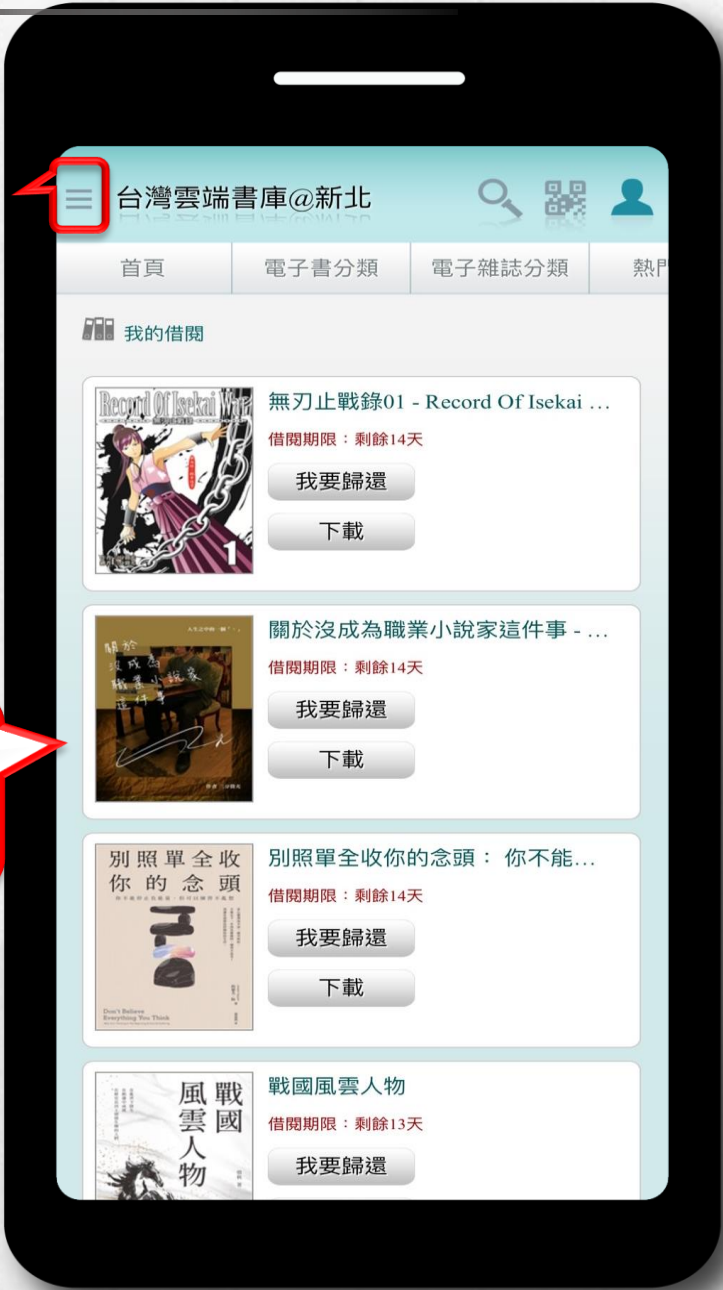 台灣雲端書庫@新北
首頁
電子書分類
電子雜誌分類
熱門
我的借閱
Record Of Isekai War
無刃止戰錄
1
無刃止戰錄01 - Record Of Isekai …
借閱期限：剩餘14天
我要歸還
下載
關於
沒成為
職業小說家
這件事
關於沒成為職業小說家這件事 - …
借閱期限：剩餘14天
我要歸還
下載
別照單全收
你的念頭
Don't Believe
Everything You Think
別照單全收你的念頭： 你不能…
借閱期限：剩餘14天
我要歸還
下載
戰國
風雲人物
戰國風雲人物
借閱期限：剩餘13天
我要歸還